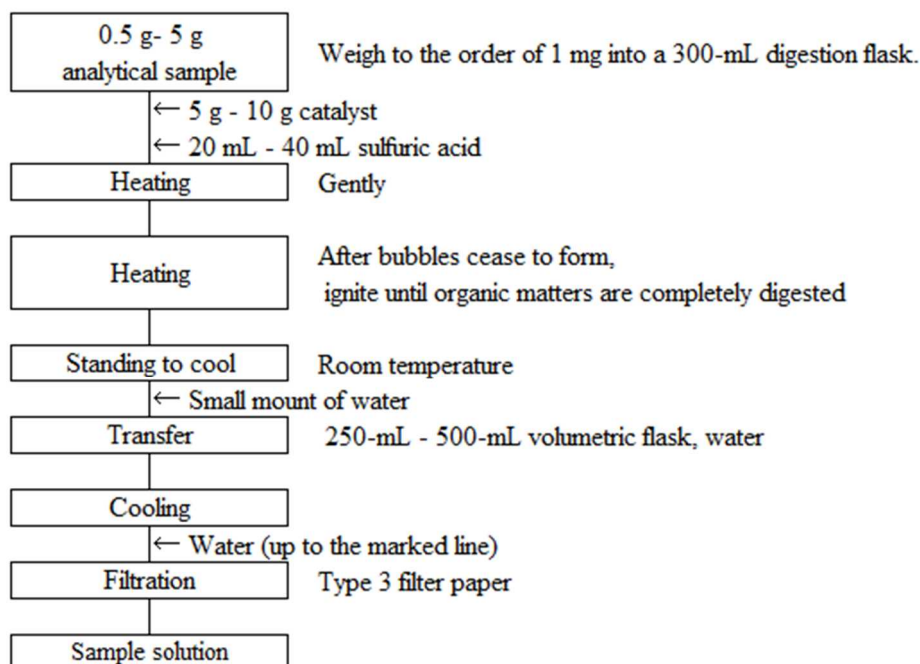 0.5 g- 5 g
analytical sample
Weigh to the order of 1 mg into a 300-mL digestion flask.
← 5 g - 10 g catalyst
← 20 mL - 40 mL sulfuric acid
Heating
Gently
Heating
After bubbles cease to form,
ignite until organic matters are completely digested
Standing to cool
Room temperature
← Small mount of water
Transfer
250-mL - 500-mL volumetric flask, water
Cooling
← Water (up to the marked line)
Filtration
Type 3 filter paper
Sample solution